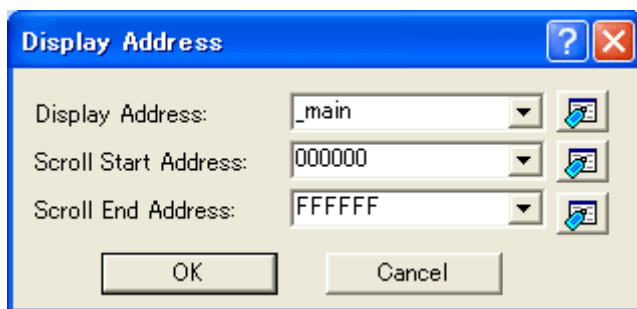 Display Address
Display Address: _main
Scroll Start Address: 000000
Scroll End Address: FFFFFF
OK Cancel